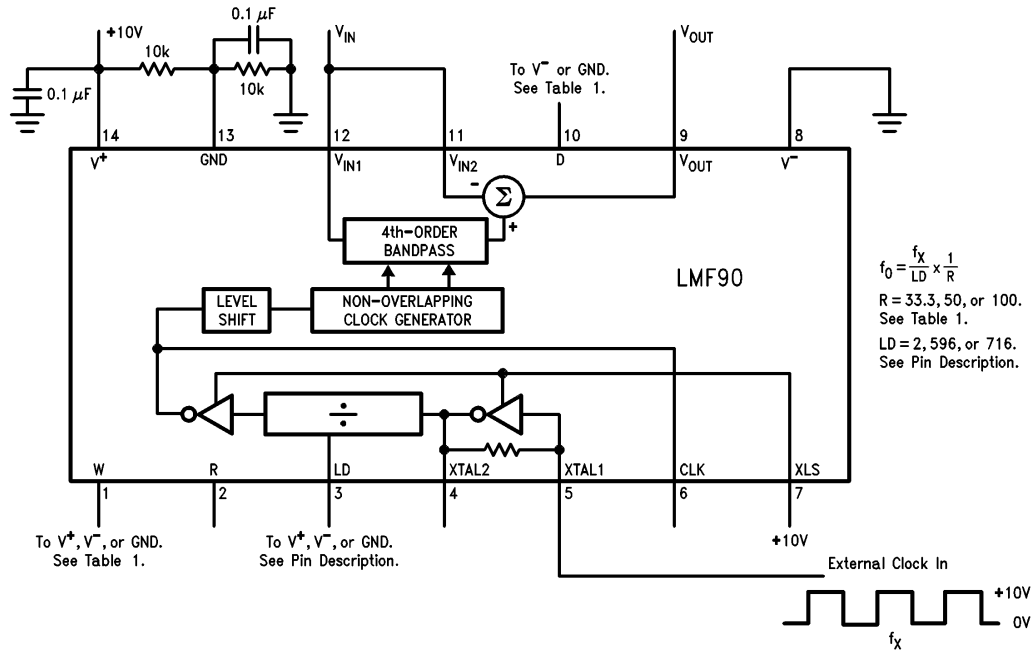 0.1 μF
+10V
10k
0.1 μF
10k
V_IN
V_OUT
To V⁻ or GND.
See Table 1.
14
13
12
11
10
9
8
V⁺
GND
V_IN1
V_IN2
D
V_OUT
V⁻
-
Σ
+
4th-ORDER
BANDPASS
LMF90
LEVEL
SHIFT
NON-OVERLAPPING
CLOCK GENERATOR
f_O = f_X/LD × 1/R
R = 33.3, 50, or 100.
See Table 1.
LD = 2, 596, or 716.
See Pin Description.
÷
W
R
LD
XTAL2
XTAL1
CLK
XLS
1
2
3
4
5
6
7
To V⁺, V⁻, or GND.
See Table 1.
To V⁺, V⁻, or GND.
See Pin Description.
+10V
External Clock In
+10V
0V
f_X